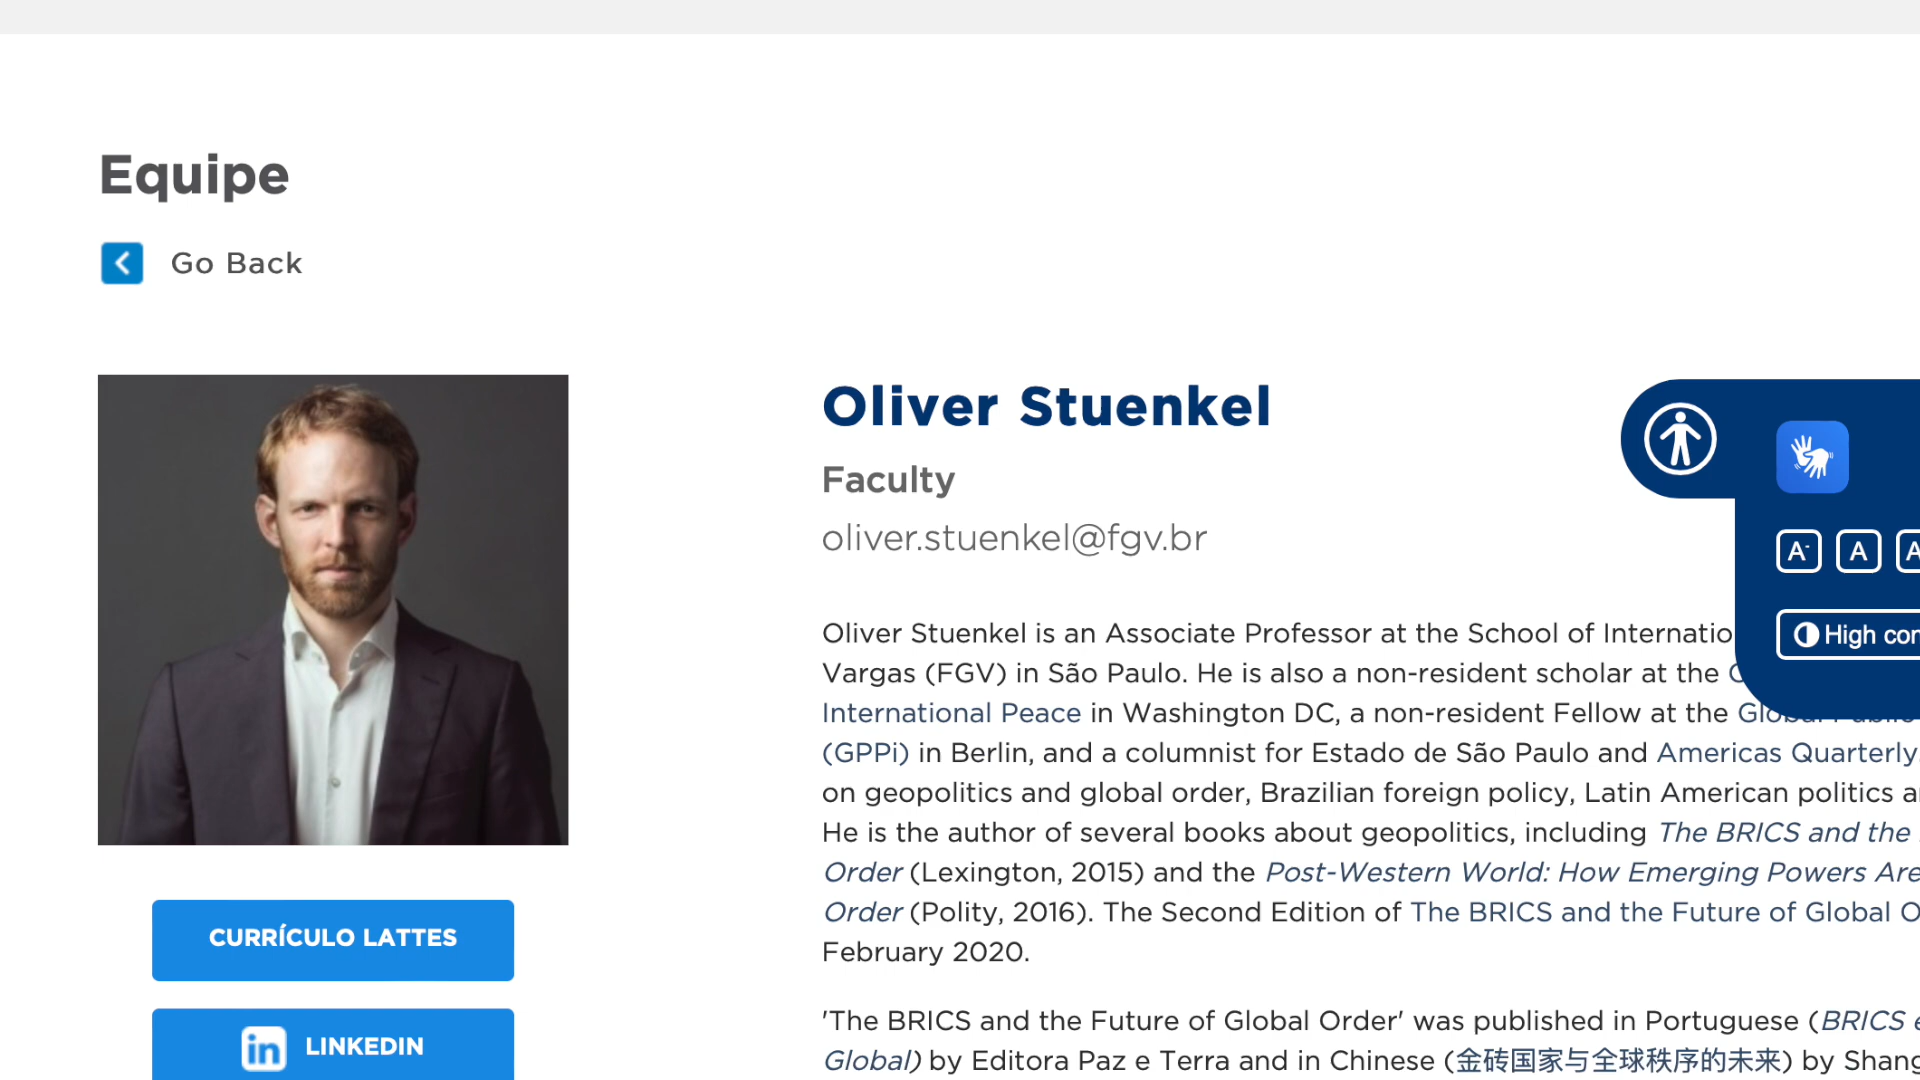 Equipe
Go Back
Oliver Stuenkel
Faculty
oliver.stuenkel@fgv.br
A- A
High
Oliver Stuenkel is an Associate Professor at the School of
Vargas (FGV) in São Paulo. He is also a non-resident scholar at the
International Peace in Washington DC, a non-resident Fellow at the Global
(GPPi) in Berlin, and a columnist for Estado de São Paulo and Americas Quarterly.
on geopolitics and global order, Brazilian foreign policy, Latin American politics
He is the author of several books about geopolitics, including The BRICS and the
Order (Lexington, 2015) and the Post-Western World: How Emerging Powers Are
Order (Polity, 2016). The Second Edition of The BRICS and the Future of Global
February 2020.
'The BRICS and the Future of Global Order' was published in Portuguese (BRICS e
Global) by Editora Paz e Terra and in Chinese (金砖国家与全球秩序的未来) by
CURRÍCULO LATTES
in LINKEDIN